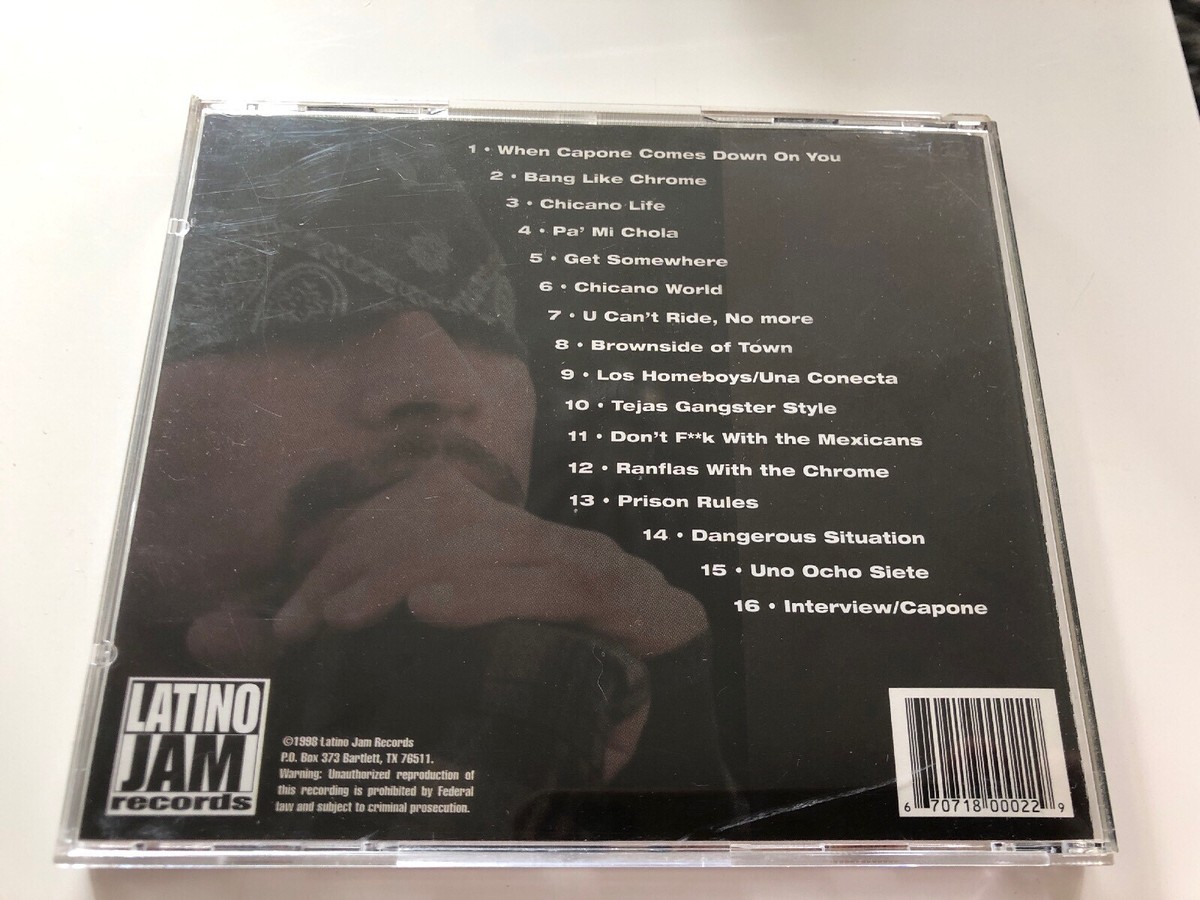 1 • When Capone Comes Down On You
2 • Bang Like Chrome
3 • Chicano Life
4 • Pa' Mi Chola
5 • Get Somewhere
6 • Chicano World
7 • U Can't Ride, No more
8 • Brownside of Town
9 • Los Homeboys/Una Conecta
10 • Tejas Gangster Style
11 • Don't F**k With the Mexicans
12 • Ranflas With the Chrome
13 • Prison Rules
14 • Dangerous Situation
15 • Uno Ocho Siete
16 • Interview/Capone
LATINO
JAM
records
©1998 Latino Jam Records
P.O. Box 373 Bartlett, TX 76511.
Warning: Unauthorized reproduction of
this recording is prohibited by Federal
law and subject to criminal prosecution.
6 70718 00022 9